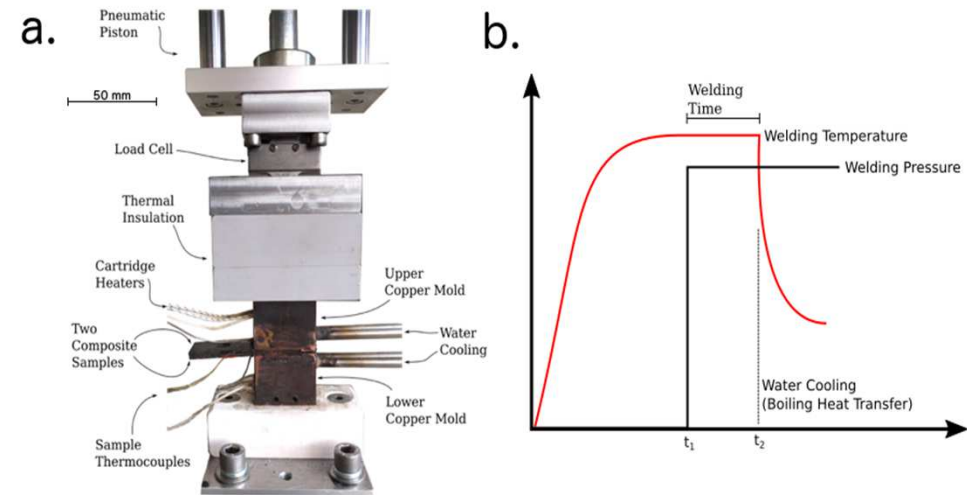 a.
Pneumatic
Piston
50 mm
Load Cell
Thermal
Insulation
Cartridge
Heaters
Upper
Copper Mold
Two
Composite
Samples
Water
Cooling
Lower
Copper Mold
Sample
Thermocouples
b.
Welding
Time
Welding Temperature
Welding Pressure
Water Cooling
(Boiling Heat Transfer)
t₁
t₂